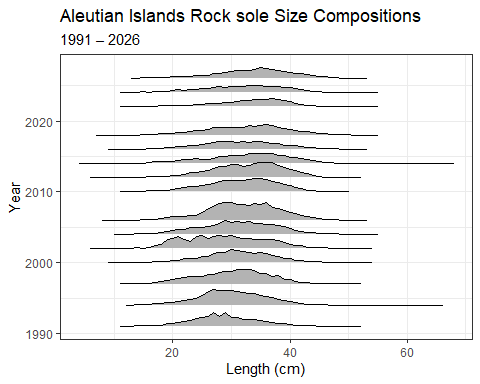 Aleutian Islands Rock sole Size Compositions
1991 – 2026
2020
2010
2000
1990
Year
20 40 60
Length (cm)